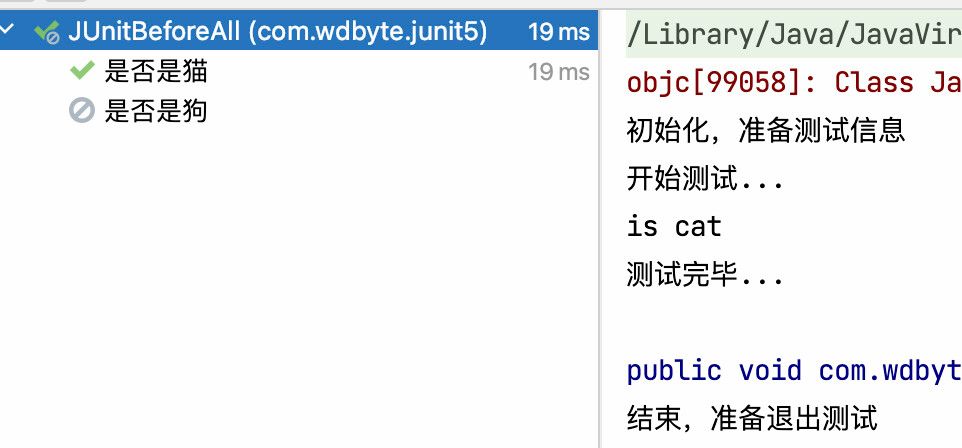 JUnitBeforeAll (com.wdbyte.junit5) 19 ms
是否是猫 19 ms
是否是狗
/Library/Java/JavaVir
objc[99058]: Class Ja
初始化，准备测试信息
开始测试...
is cat
测试完毕...
public void com.wdbyt
结束，准备退出测试